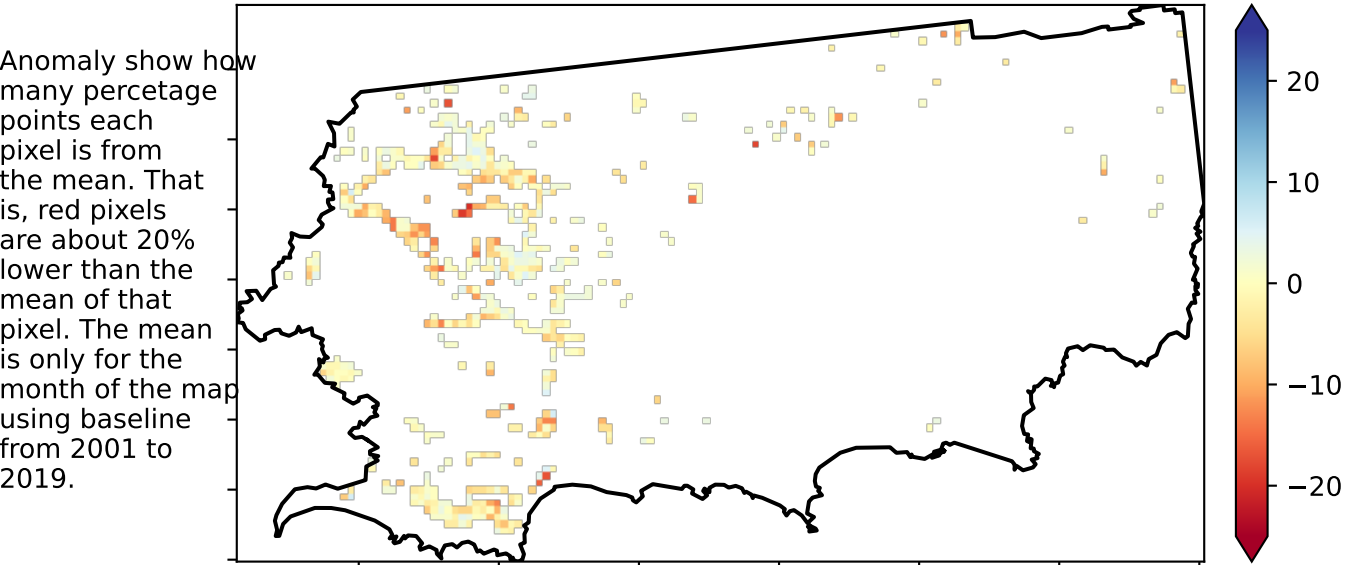 Anomaly show how
many percetage
points each
pixel is from
the mean. That
is, red pixels
are about 20%
lower than the
mean of that
pixel. The mean
is only for the
month of the map
using baseline
from 2001 to
2019.
20
10
0
−10
−20